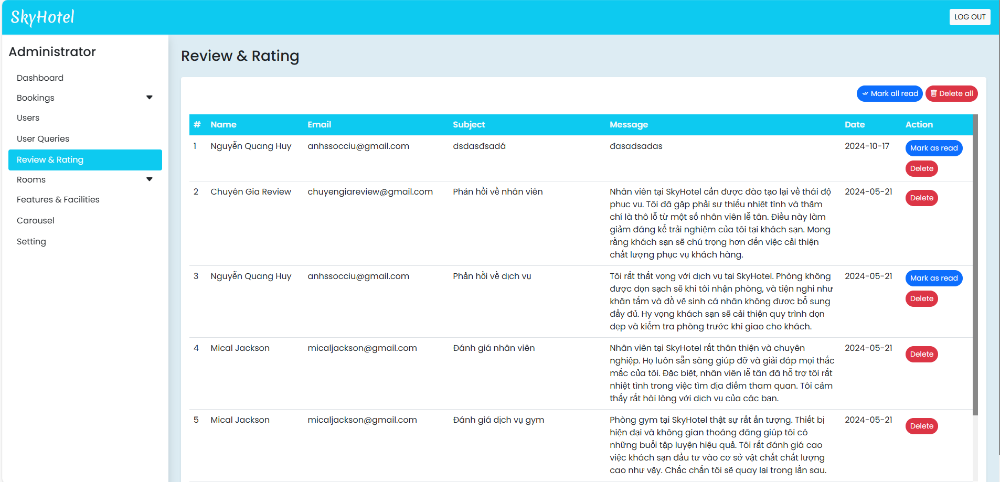 SkyHotel
LOG OUT
Administrator
Dashboard
Bookings
Users
User Queries
Review & Rating
Rooms
Features & Facilities
Carousel
Setting
Review & Rating
Mark all read Delete all
# Name Email Subject Message Date Action
1 Nguyễn Quang Huy anhssocciu@gmail.com dsdasđsadá đasadsadas 2024-10-17 Mark as read
Delete
2 Chuyên Gia Review chuyengiareview@gmail.com Phản hồi về nhân viên Nhân viên tại SkyHotel cần được đào tạo lại về thái độ 2024-05-21 Delete
phục vụ. Tôi đã gặp phải sự thiếu nhiệt tình và thậm
chí là thô lỗ từ một số nhân viên lễ tân. Điều này làm
giảm đáng kể trải nghiệm của tôi tại khách sạn. Mong
rằng khách sạn sẽ chú trọng hơn đến việc cải thiện
chất lượng phục vụ khách hàng.
3 Nguyễn Quang Huy anhssocciu@gmail.com Phản hồi về dịch vụ Tôi rất thất vọng với dịch vụ tại SkyHotel. Phòng không 2024-05-21 Mark as read
được dọn sạch sẽ khi tôi nhận phòng, và tiện nghi như
khăn tắm và đồ vệ sinh cá nhân không được bổ sung Delete
đầy đủ. Hy vọng khách sạn sẽ cải thiện quy trình dọn
dẹp và kiểm tra phòng trước khi giao cho khách.
4 Mical Jackson micaljackson@gmail.com Đánh giá nhân viên Nhân viên tại SkyHotel rất thân thiện và chuyên 2024-05-21 Delete
nghiệp. Họ luôn sẵn sàng giúp đỡ và giải đáp mọi thắc
mắc của tôi. Đặc biệt, nhân viên lễ tân đã hỗ trợ tôi rất
nhiệt tình trong việc tìm địa điểm tham quan. Tôi cảm
thấy rất hài lòng với dịch vụ của các bạn.
5 Mical Jackson micaljackson@gmail.com Đánh giá dịch vụ gym Phòng gym tại SkyHotel thật sự rất ấn tượng. Thiết bị 2024-05-21 Delete
hiện đại và không gian thoáng đãng giúp tôi có
những buổi tập luyện hiệu quả. Tôi rất đánh giá cao
việc khách sạn đầu tư vào cơ sở vật chất chất lượng
cao như vậy. Chắc chắn tôi sẽ quay lại trong lần sau.